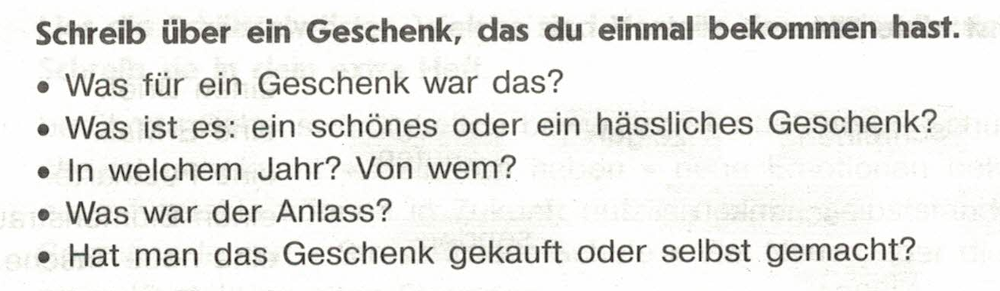 Schreib über ein Geschenk, das du einmal bekommen hast.
• Was für ein Geschenk war das?
• Was ist es: ein schönes oder ein hässliches Geschenk?
• In welchem Jahr? Von wem?
• Was war der Anlass?
• Hat man das Geschenk gekauft oder selbst gemacht?